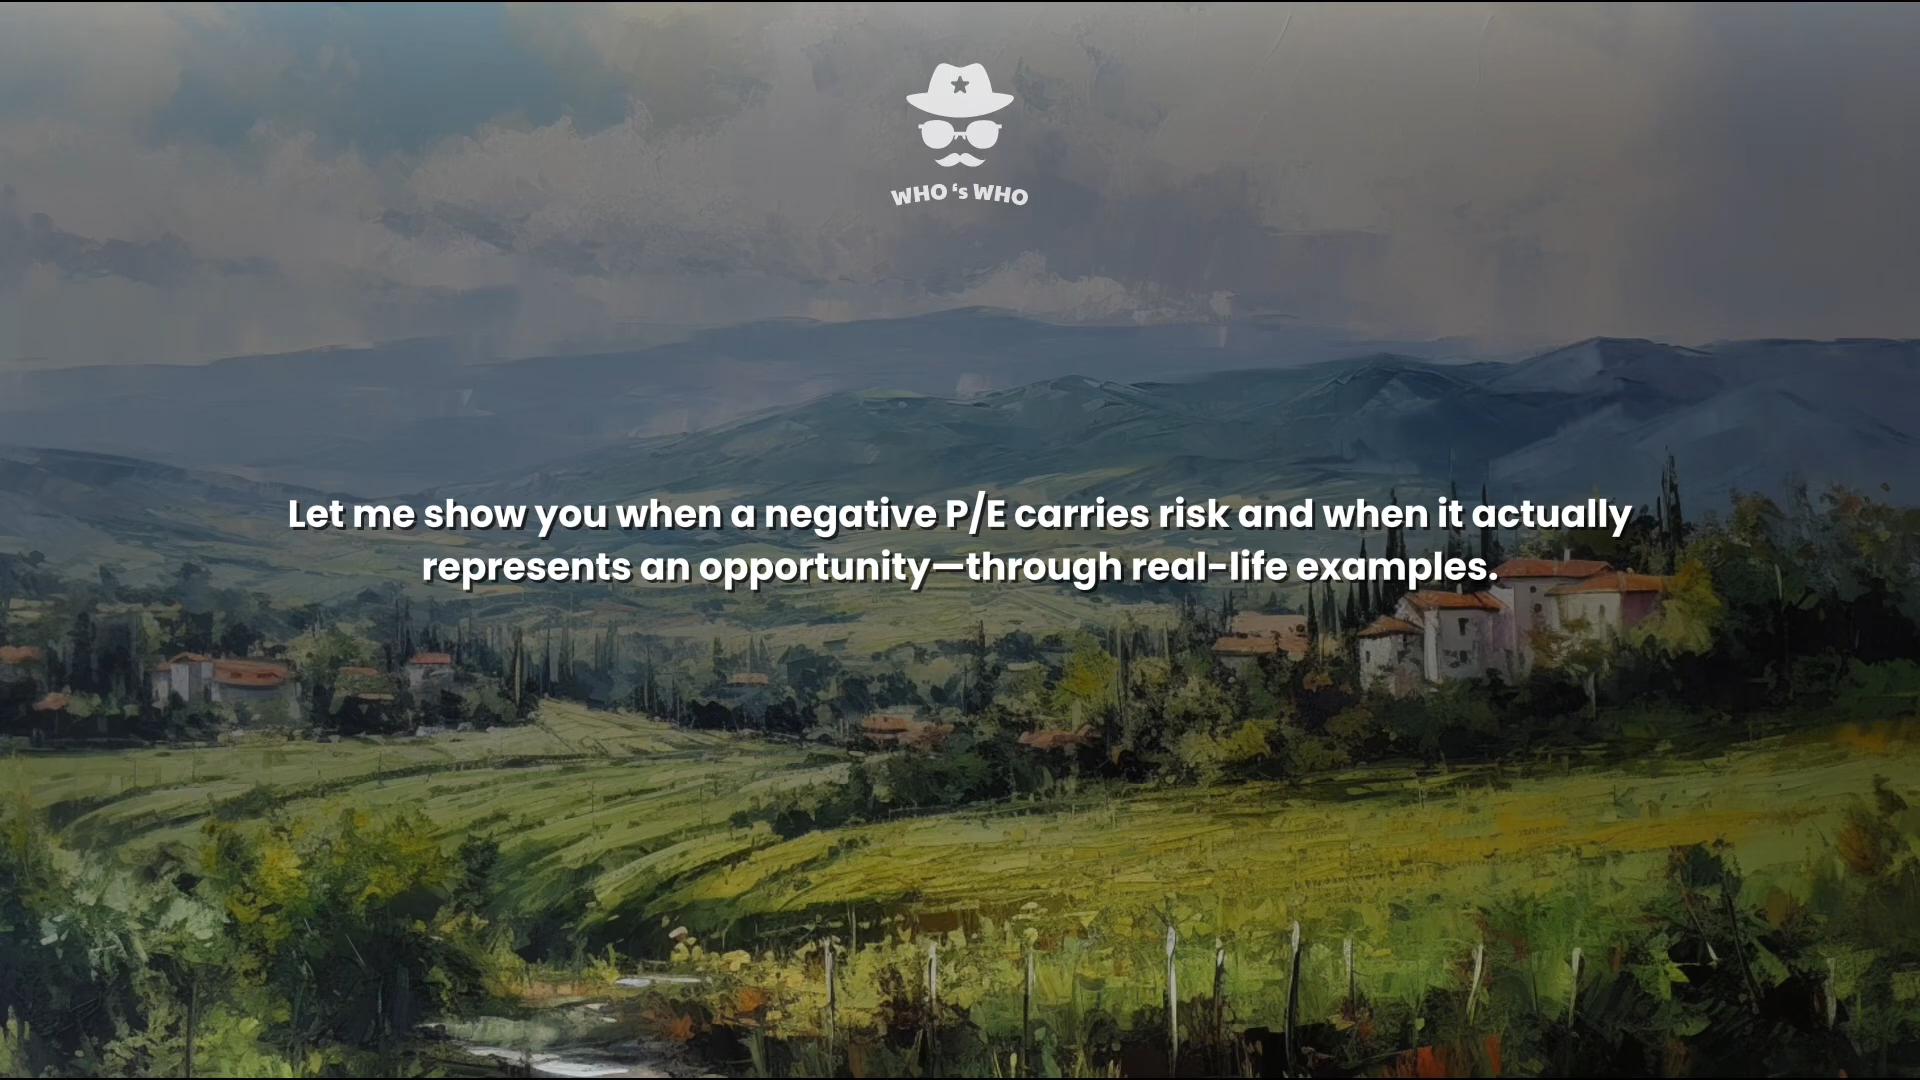 WHO 's WHO
Let me show you when a negative P/E carries risk and when it actually
represents an opportunity—through real-life examples.